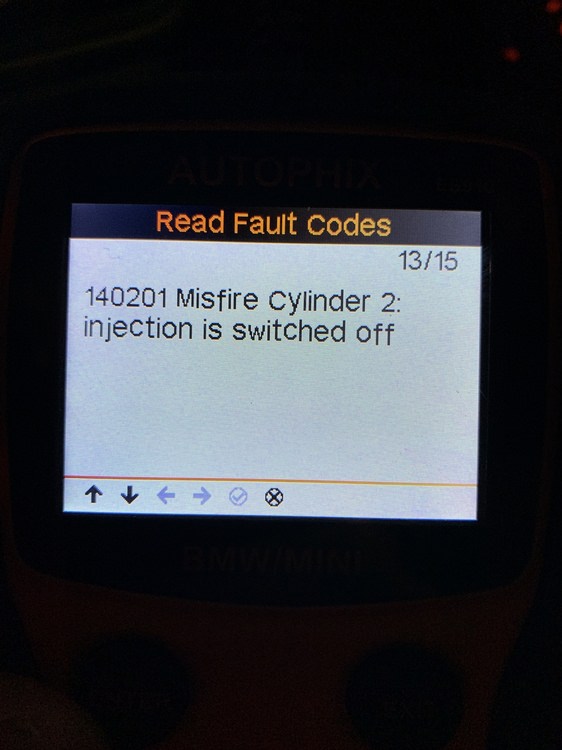 AUTOPHIX
Read Fault Codes
13/15
140201 Misfire Cylinder 2:
injection is switched off
BMW/MINI